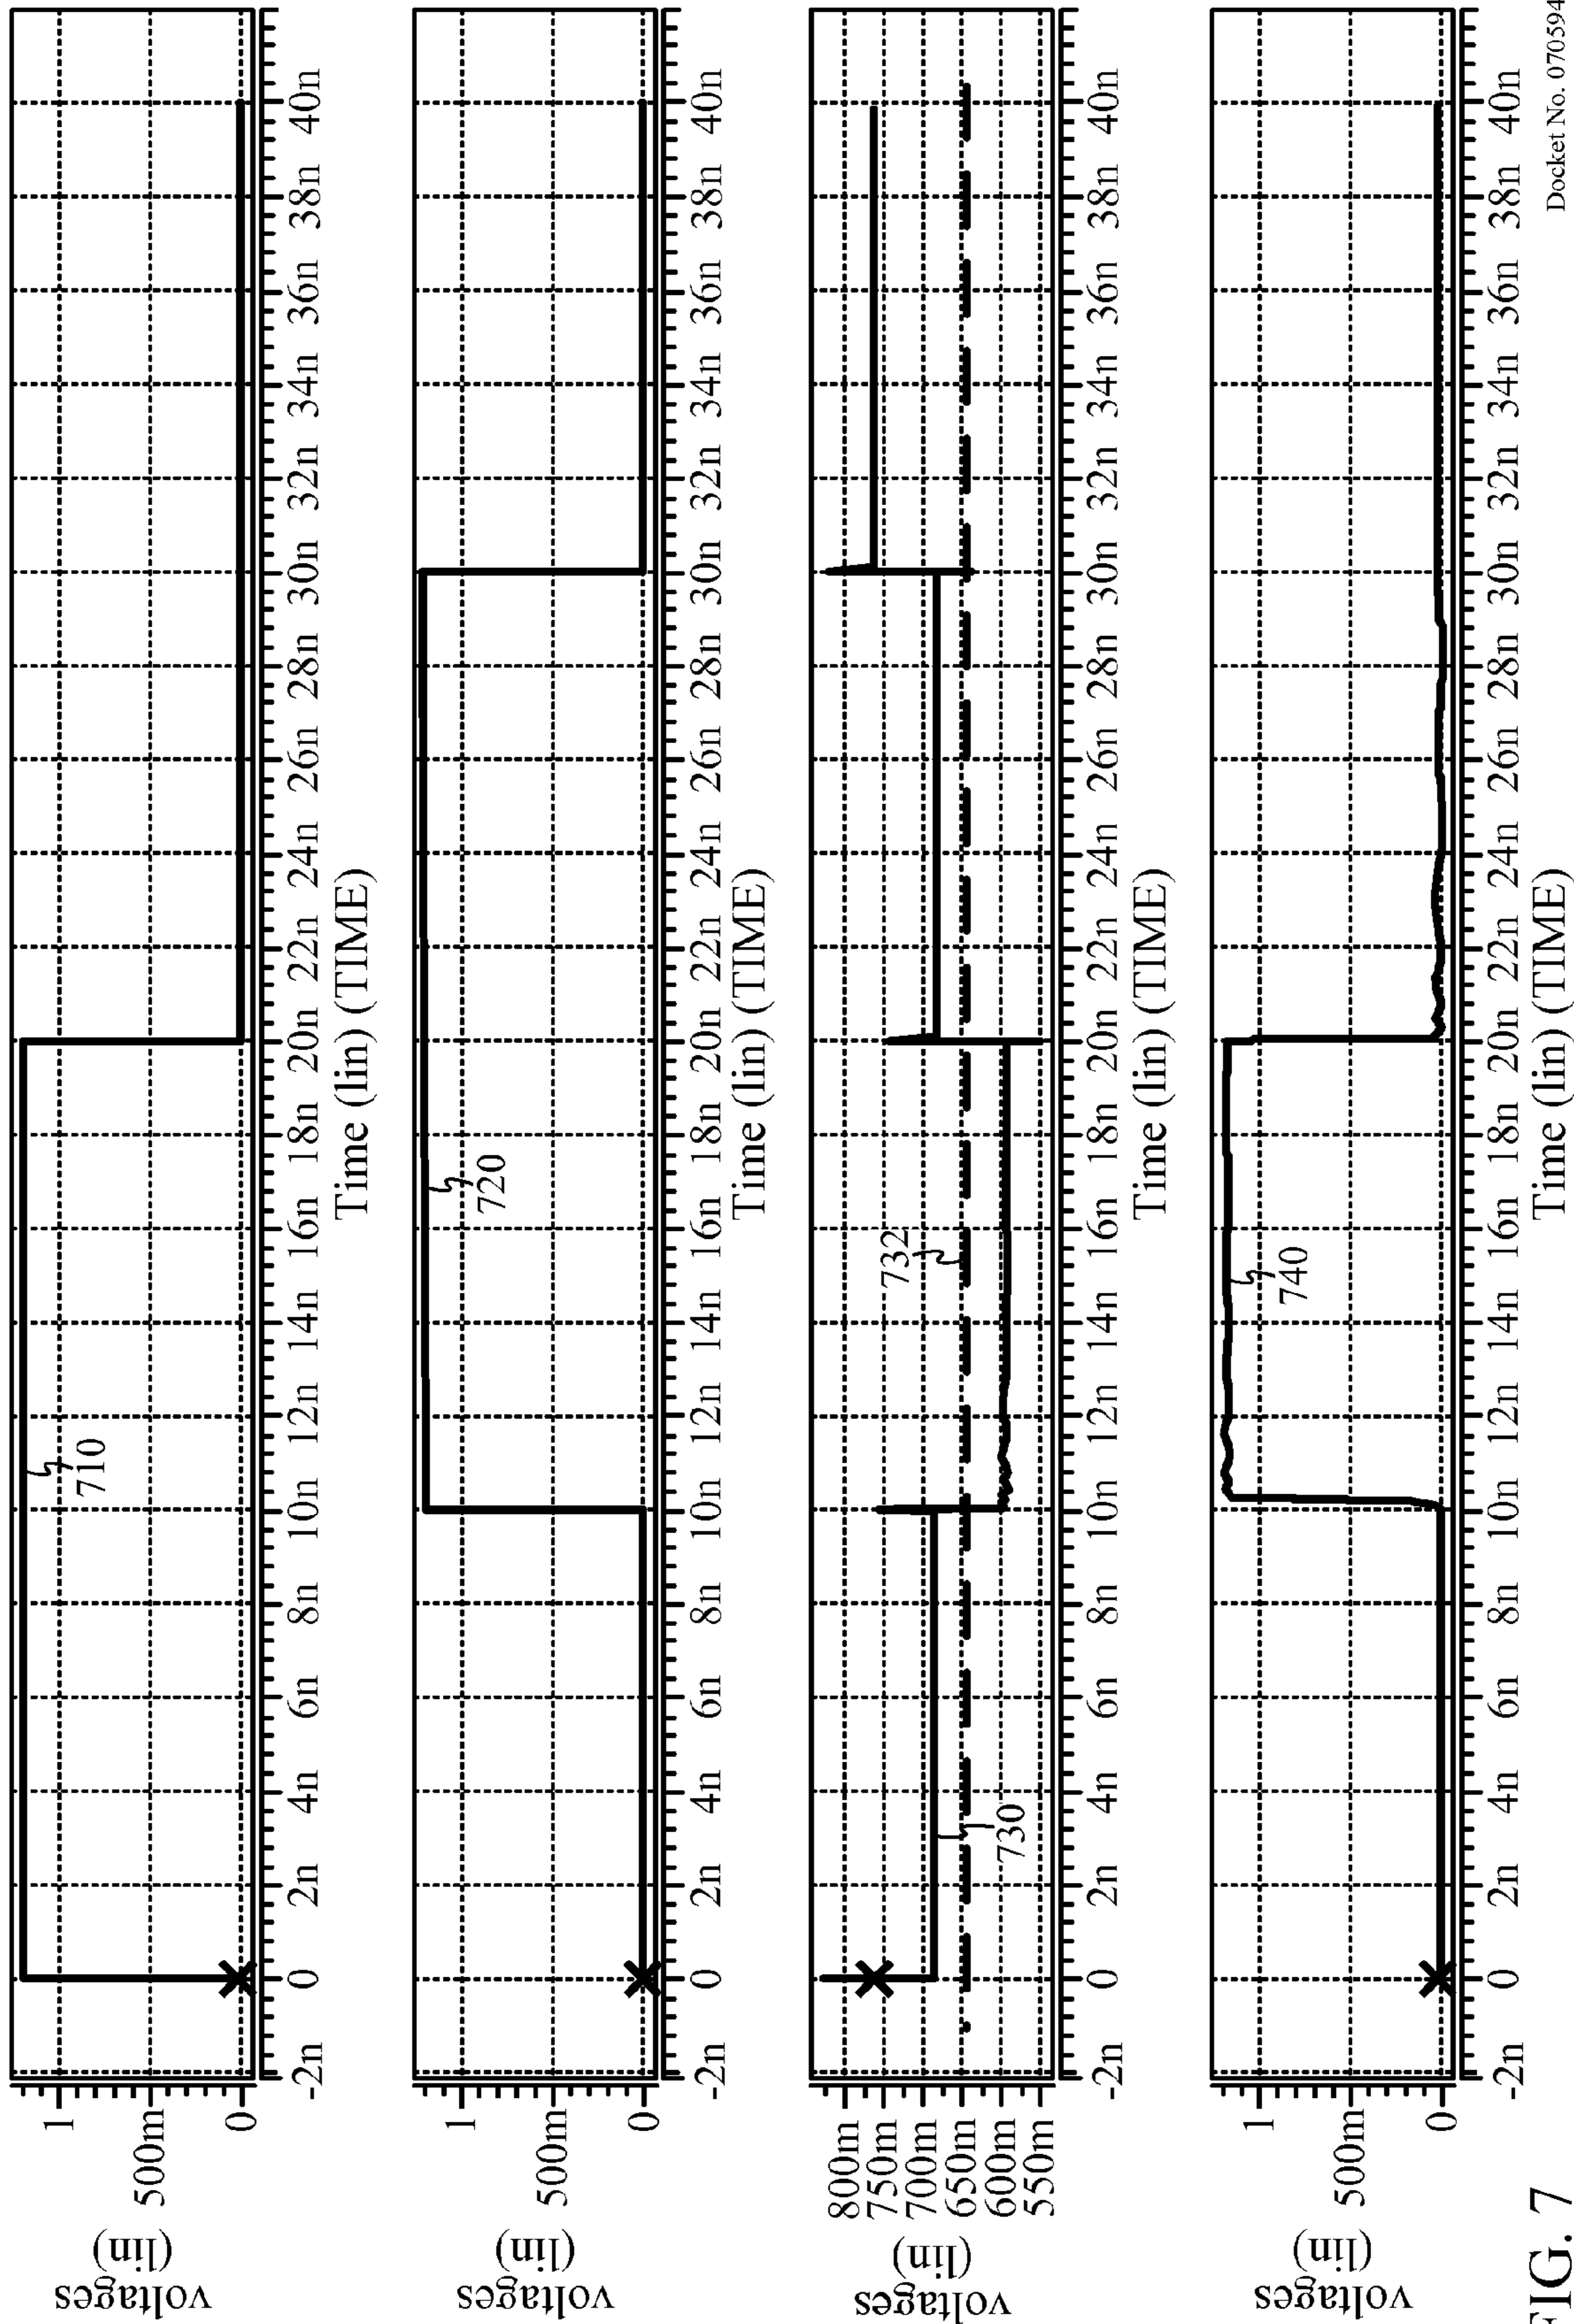 voltages
(lin)
1
500m
0
710
-2n 0 2n 4n 6n 8n 10n 12n 14n 16n 18n 20n 22n 24n 26n 28n 30n 32n 34n 36n 38n 40n
Time (lin) (TIME)
voltages
(lin)
1
500m
0
720
-2n 0 2n 4n 6n 8n 10n 12n 14n 16n 18n 20n 22n 24n 26n 28n 30n 32n 34n 36n 38n 40n
Time (lin) (TIME)
voltages
(lin)
800m
750m
700m
650m
600m
550m
732
730
-2n 0 2n 4n 6n 8n 10n 12n 14n 16n 18n 20n 22n 24n 26n 28n 30n 32n 34n 36n 38n 40n
Time (lin) (TIME)
voltages
(lin)
1
500m
0
740
-2n 0 2n 4n 6n 8n 10n 12n 14n 16n 18n 20n 22n 24n 26n 28n 30n 32n 34n 36n 38n 40n
Time (lin) (TIME)
FIG. 7
Docket No. 070594